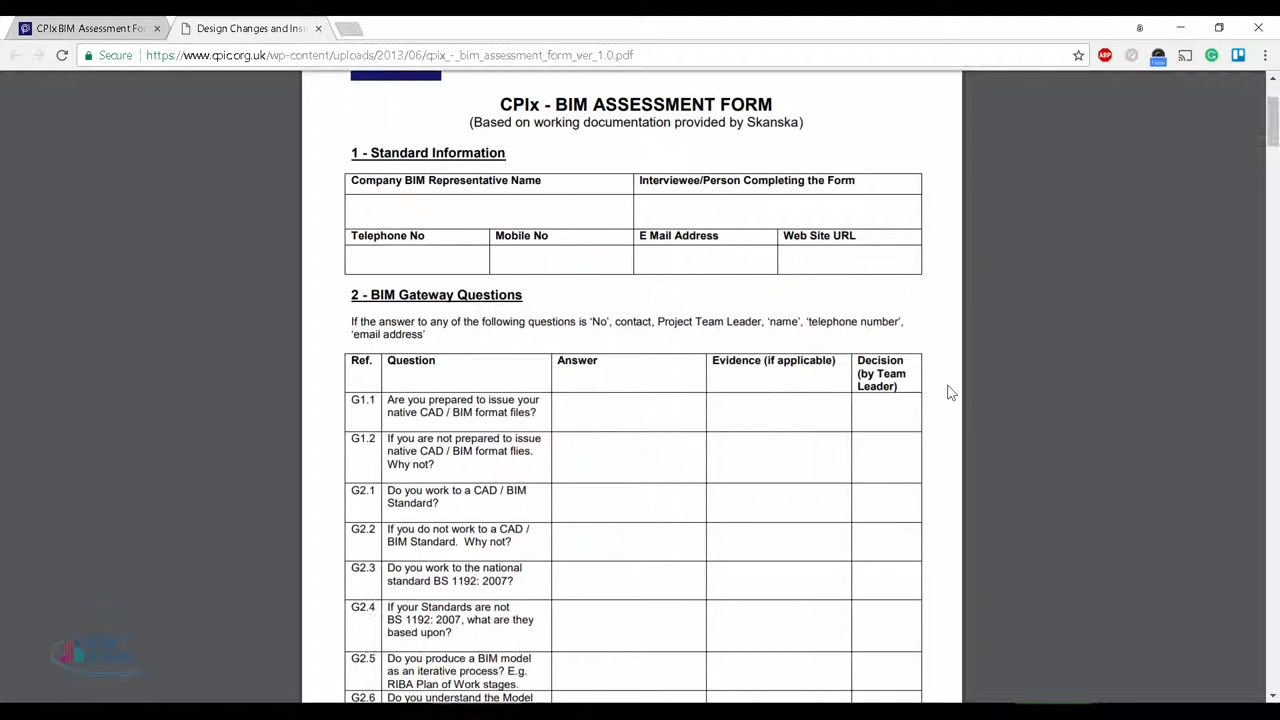 CPIxBIM Assessment Fo
Design Changes and Ins
Secure
https://www.cpic.org.uk/wp-content/uploads/2013/06/cpix_-_bim_assessment_form_ver_1.0.pdf
ABP
New
CPIx - BIM ASSESSMENT FORM
(Based on working documentation provided by Skanska)
1 - Standard Information
Company BIM Representative Name
Interviewee/Person Completing the Form
Telephone No
Mobile No
E Mail Address
Web Site URL
2 - BIM Gateway Questions
If the answer to any of the following questions is ‘No’, contact, Project Team Leader, ‘name’, ‘telephone number’,
‘email address’
Ref.
Question
Answer
Evidence (if applicable)
Decision
(by Team
Leader)
G1.1
Are you prepared to issue your
native CAD / BIM format files?
G1.2
If you are not prepared to issue
native CAD / BIM format flies.
Why not?
G2.1
Do you work to a CAD / BIM
Standard?
G2.2
If you do not work to a CAD /
BIM Standard.  Why not?
G2.3
Do you work to the national
standard BS 1192: 2007?
G2.4
If your Standards are not
BS 1192: 2007, what are they
based upon?
G2.5
Do you produce a BIM model
as an iterative process? E.g.
RIBA Plan of Work stages.
G2.6
Do you understand the Model